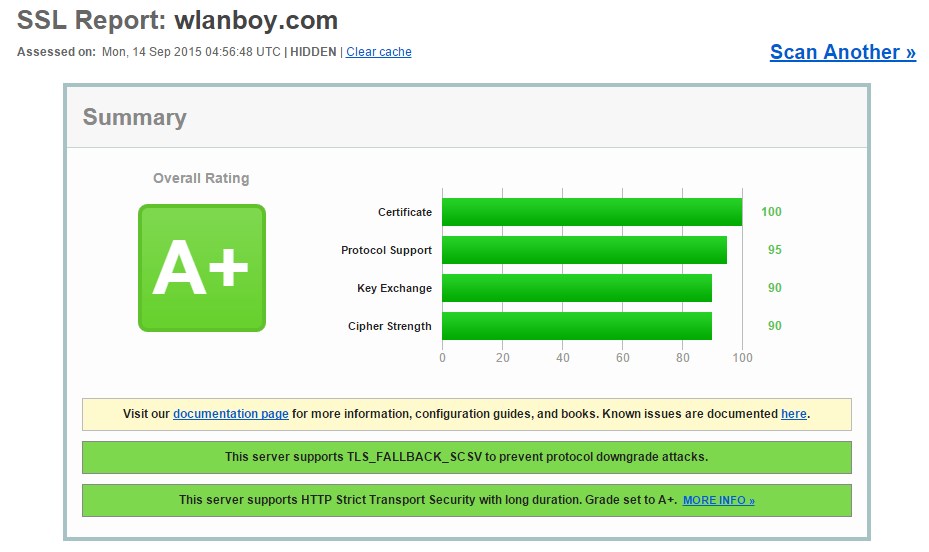 SSL Report: wlanboy.com
Assessed on: Mon, 14 Sep 2015 04:56:48 UTC | HIDDEN | Clear cache
Scan Another »
Summary
Overall Rating
A+
Certificate 100
Protocol Support 95
Key Exchange 90
Cipher Strength 90
0 20 40 60 80 100
Visit our documentation page for more information, configuration guides, and books. Known issues are documented here.
This server supports TLS_FALLBACK_SCSV to prevent protocol downgrade attacks.
This server supports HTTP Strict Transport Security with long duration. Grade set to A+. MORE INFO »